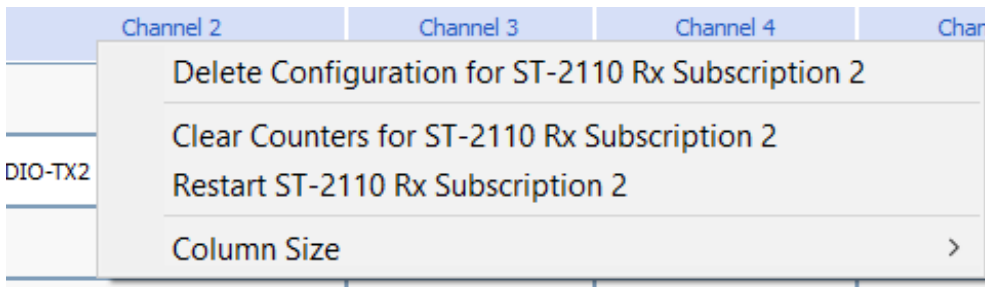 Channel 2 Channel 3 Channel 4 Chan
Delete Configuration for ST-2110 Rx Subscription 2
Clear Counters for ST-2110 Rx Subscription 2
DIO-TX2
Restart ST-2110 Rx Subscription 2
Column Size